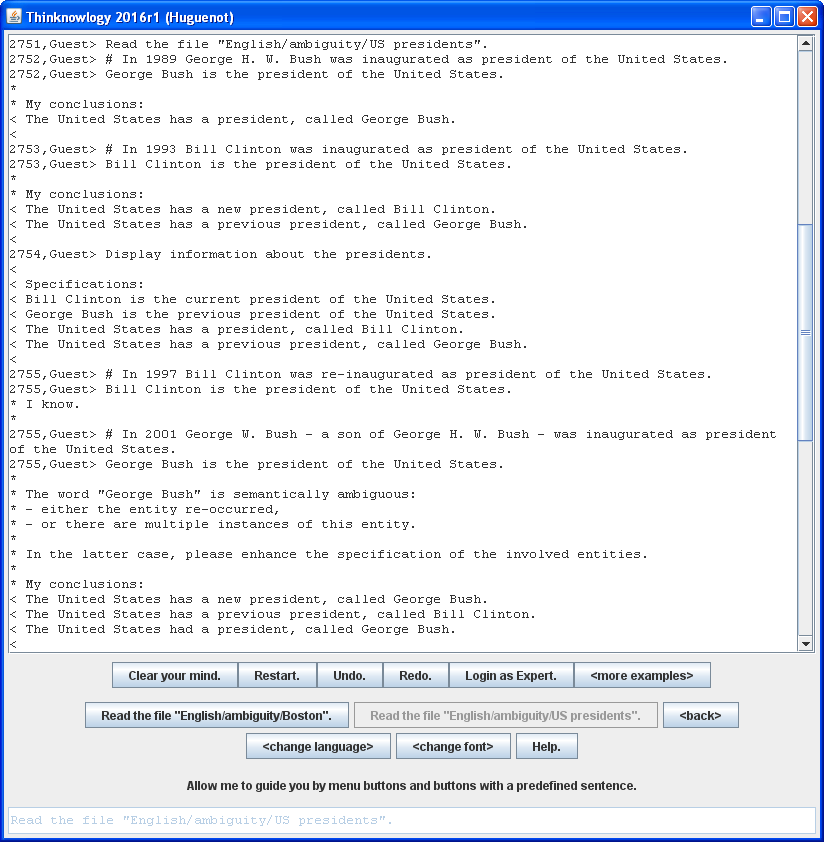 Thinknowlogy 2016r1 (Huguenot)
2751,Guest> Read the file "English/ambiguity/US presidents".
2752,Guest> # In 1989 George H. W. Bush was inaugurated as president of the United States.
2752,Guest> George Bush is the president of the United States.
*
* My conclusions:
< The United States has a president, called George Bush.
<
2753,Guest> # In 1993 Bill Clinton was inaugurated as president of the United States.
2753,Guest> Bill Clinton is the president of the United States.
*
* My conclusions:
< The United States has a new president, called Bill Clinton.
< The United States has a previous president, called George Bush.
<
2754,Guest> Display information about the presidents.
<
< Specifications:
< Bill Clinton is the current president of the United States.
< George Bush is the previous president of the United States.
< The United States has a president, called Bill Clinton.
< The United States has a previous president, called George Bush.
<
2755,Guest> # In 1997 Bill Clinton was re-inaugurated as president of the United States.
2755,Guest> Bill Clinton is the president of the United States.
* I know.
*
2755,Guest> # In 2001 George W. Bush - a son of George H. W. Bush - was inaugurated as president
of the United States.
2755,Guest> George Bush is the president of the United States.
*
* The word "George Bush" is semantically ambiguous:
* - either the entity re-occurred,
* - or there are multiple instances of this entity.
*
* In the latter case, please enhance the specification of the involved entities.
*
* My conclusions:
< The United States has a new president, called George Bush.
< The United States has a previous president, called Bill Clinton.
< The United States had a president, called George Bush.
<
Clear your mind. Restart. Undo. Redo. Login as Expert. <more examples>
Read the file "English/ambiguity/Boston". Read the file "English/ambiguity/US presidents". <back>
<change language> <change font> Help.
Allow me to guide you by menu buttons and buttons with a predefined sentence.
Read the file "English/ambiguity/US presidents".